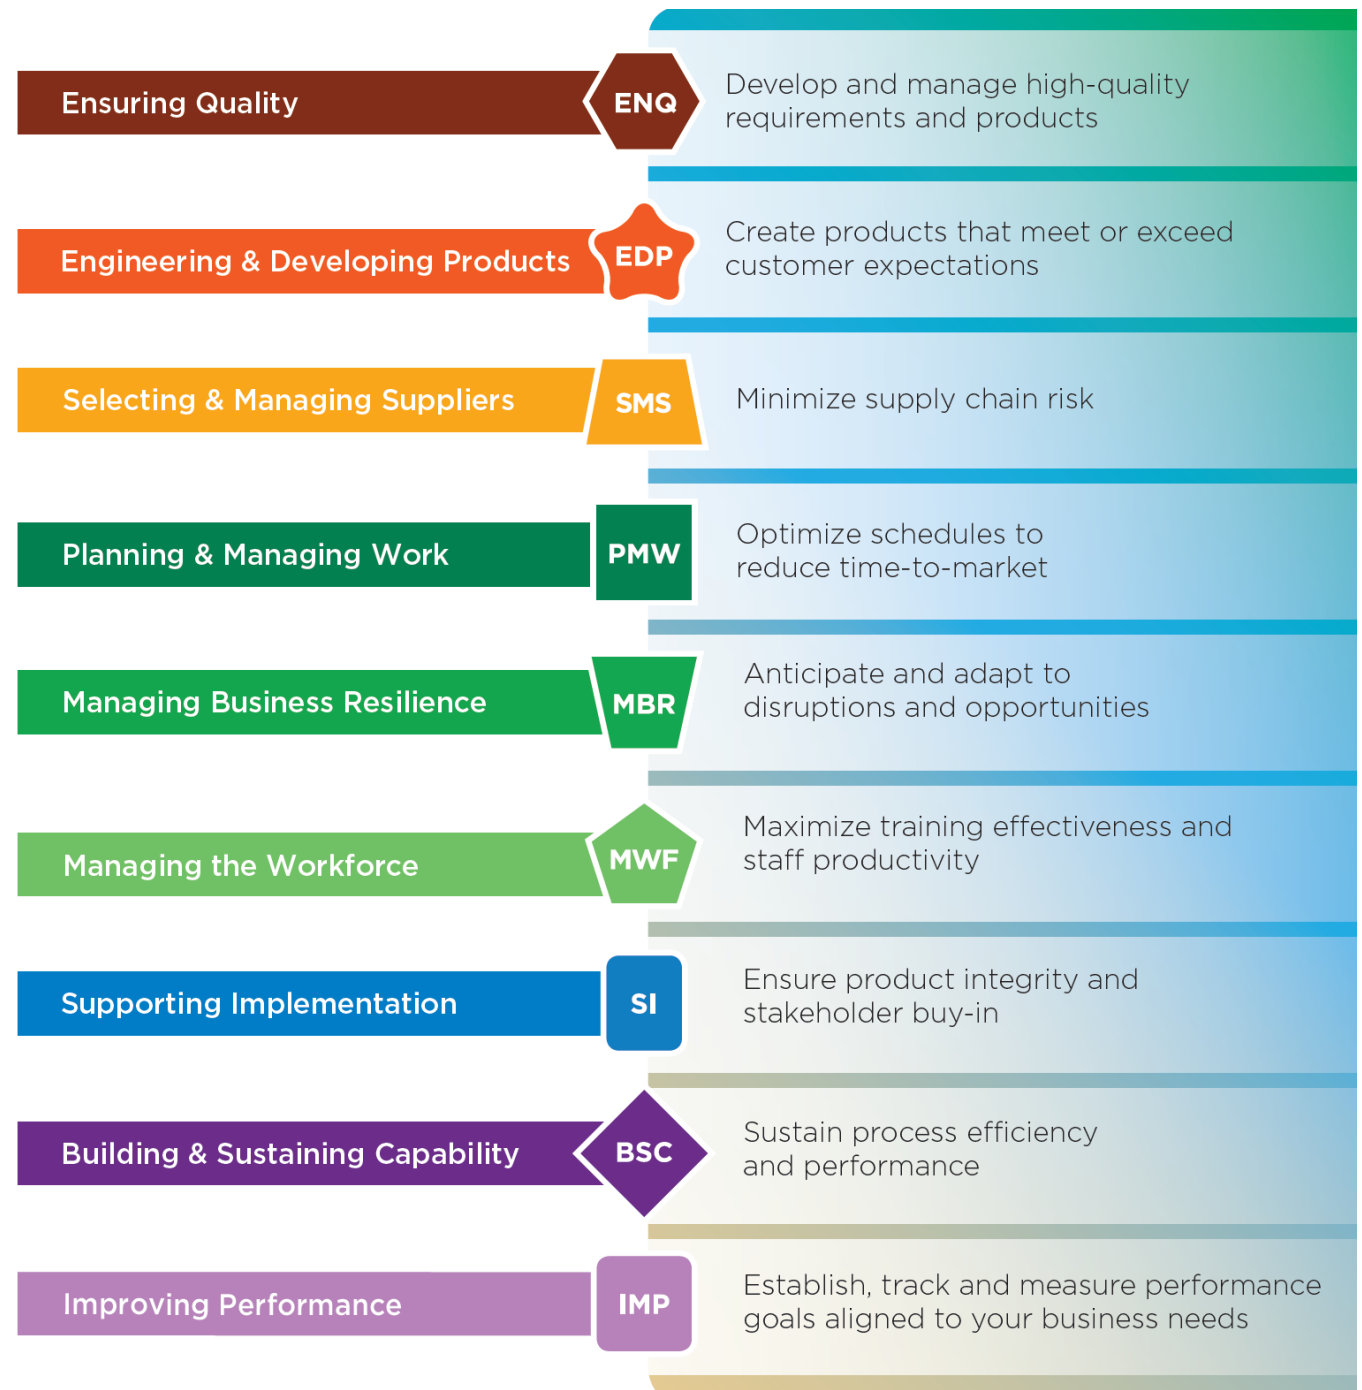 Ensuring Quality
ENQ
Develop and manage high-quality
requirements and products
Engineering & Developing Products
EDP
Create products that meet or exceed
customer expectations
Selecting & Managing Suppliers
SMS
Minimize supply chain risk
Planning & Managing Work
PMW
Optimize schedules to
reduce time-to-market
Managing Business Resilience
MBR
Anticipate and adapt to
disruptions and opportunities
Managing the Workforce
MWF
Maximize training effectiveness and
staff productivity
Supporting Implementation
SI
Ensure product integrity and
stakeholder buy-in
Building & Sustaining Capability
BSC
Sustain process efficiency
and performance
Improving Performance
IMP
Establish, track and measure performance
goals aligned to your business needs